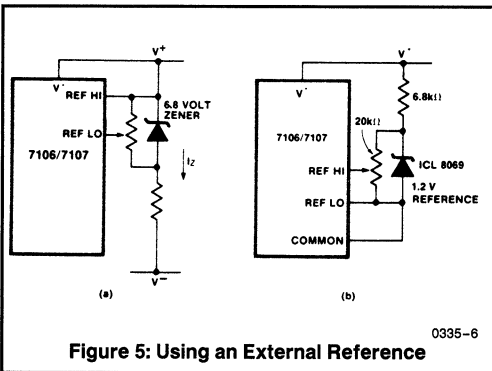 V+
V+
REF HI
6.8 VOLT
ZENER
REF LO
7106/7107
IZ
V−
(a)
V+
V+
6.8kΩ
20kΩ
7106/7107
REF HI
ICL 8069
1.2 V
REFERENCE
REF LO
COMMON
(b)
0335-6
Figure 5: Using an External Reference